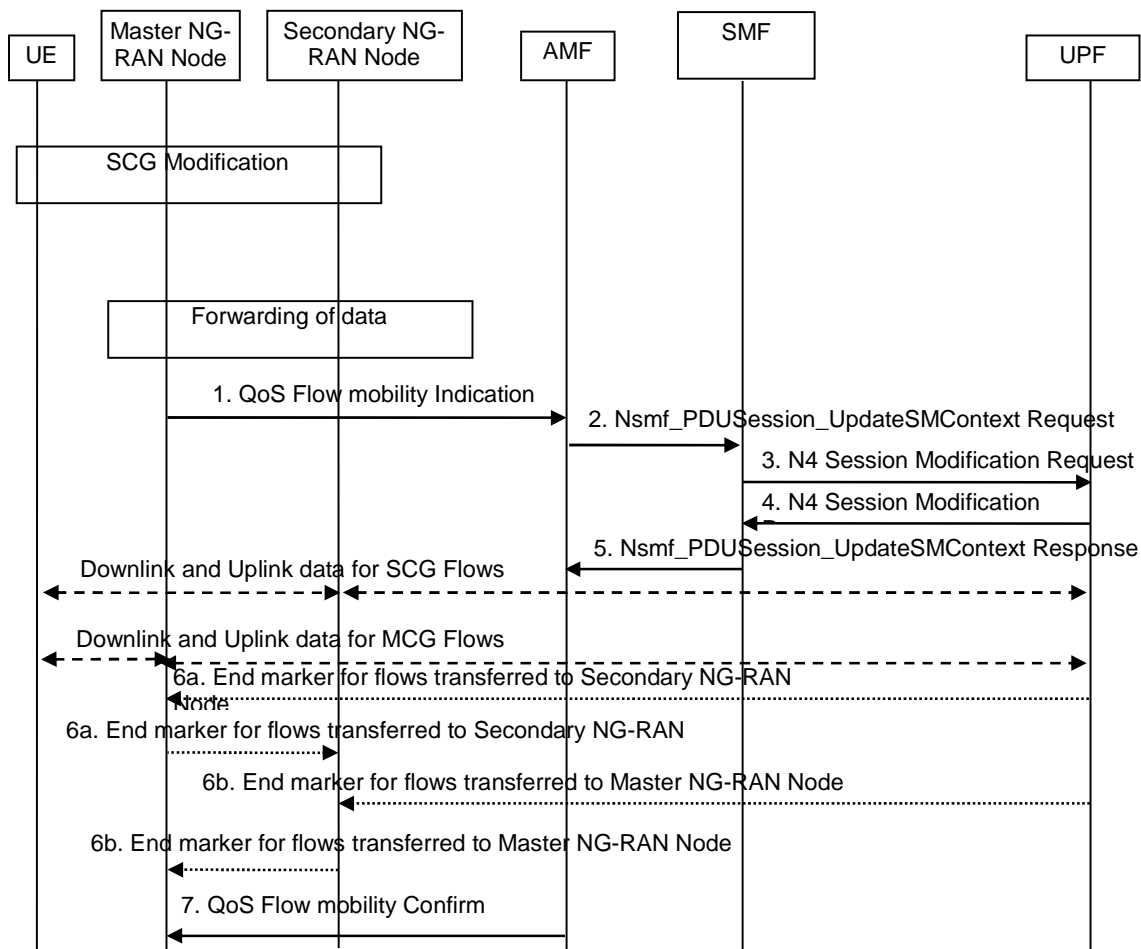 UE
Master NG-
RAN Node
Secondary NG-
RAN Node
AMF
SMF
UPF
SCG Modification
Forwarding of data
1. QoS Flow mobility Indication
2. Nsmf_PDUSession_UpdateSMContext Request
3. N4 Session Modification Request
4. N4 Session Modification
5. Nsmf_PDUSession_UpdateSMContext Response
Downlink and Uplink data for SCG Flows
Downlink and Uplink data for MCG Flows
6a. End marker for flows transferred to Secondary NG-RAN
Node
6a. End marker for flows transferred to Secondary NG-RAN
6b. End marker for flows transferred to Master NG-RAN Node
6b. End marker for flows transferred to Master NG-RAN Node
7. QoS Flow mobility Confirm